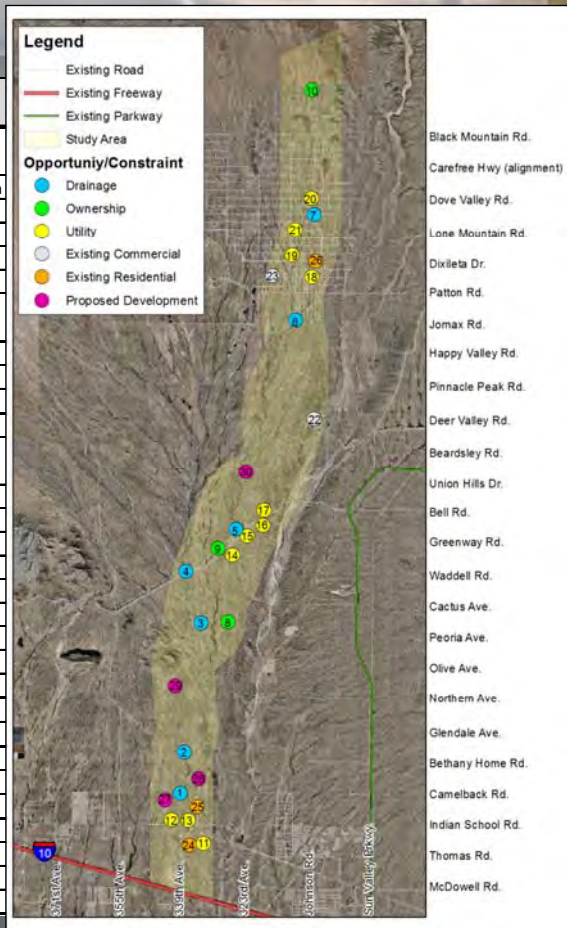 Legend
Existing Road
Existing Freeway
Existing Parkway
Study Area
Opportuniy/Constraint
Drainage
Ownership
Utility
Existing Commercial
Existing Residential
Proposed Development
10
20
7
21
19
26
23
18
6
22
30
17
16
5
15
9
14
4
3
8
29
2
28
1
27
25
12
13
24
11
10
371st Ave.
355th Ave.
339th Ave.
323rd Ave.
Johnson Rd.
Sun Valley Prkwy.
Black Mountain Rd.
Carefree Hwy (alignment)
Dove Valley Rd.
Lone Mountain Rd.
Dixileta Dr.
Patton Rd.
Jomax Rd.
Happy Valley Rd.
Pinnacle Peak Rd.
Deer Valley Rd.
Beardsley Rd.
Union Hills Dr.
Bell Rd.
Greenway Rd.
Waddell Rd.
Cactus Ave.
Peoria Ave.
Olive Ave.
Northern Ave.
Glendale Ave.
Bethany Home Rd.
Camelback Rd.
Indian School Rd.
Thomas Rd.
McDowell Rd.